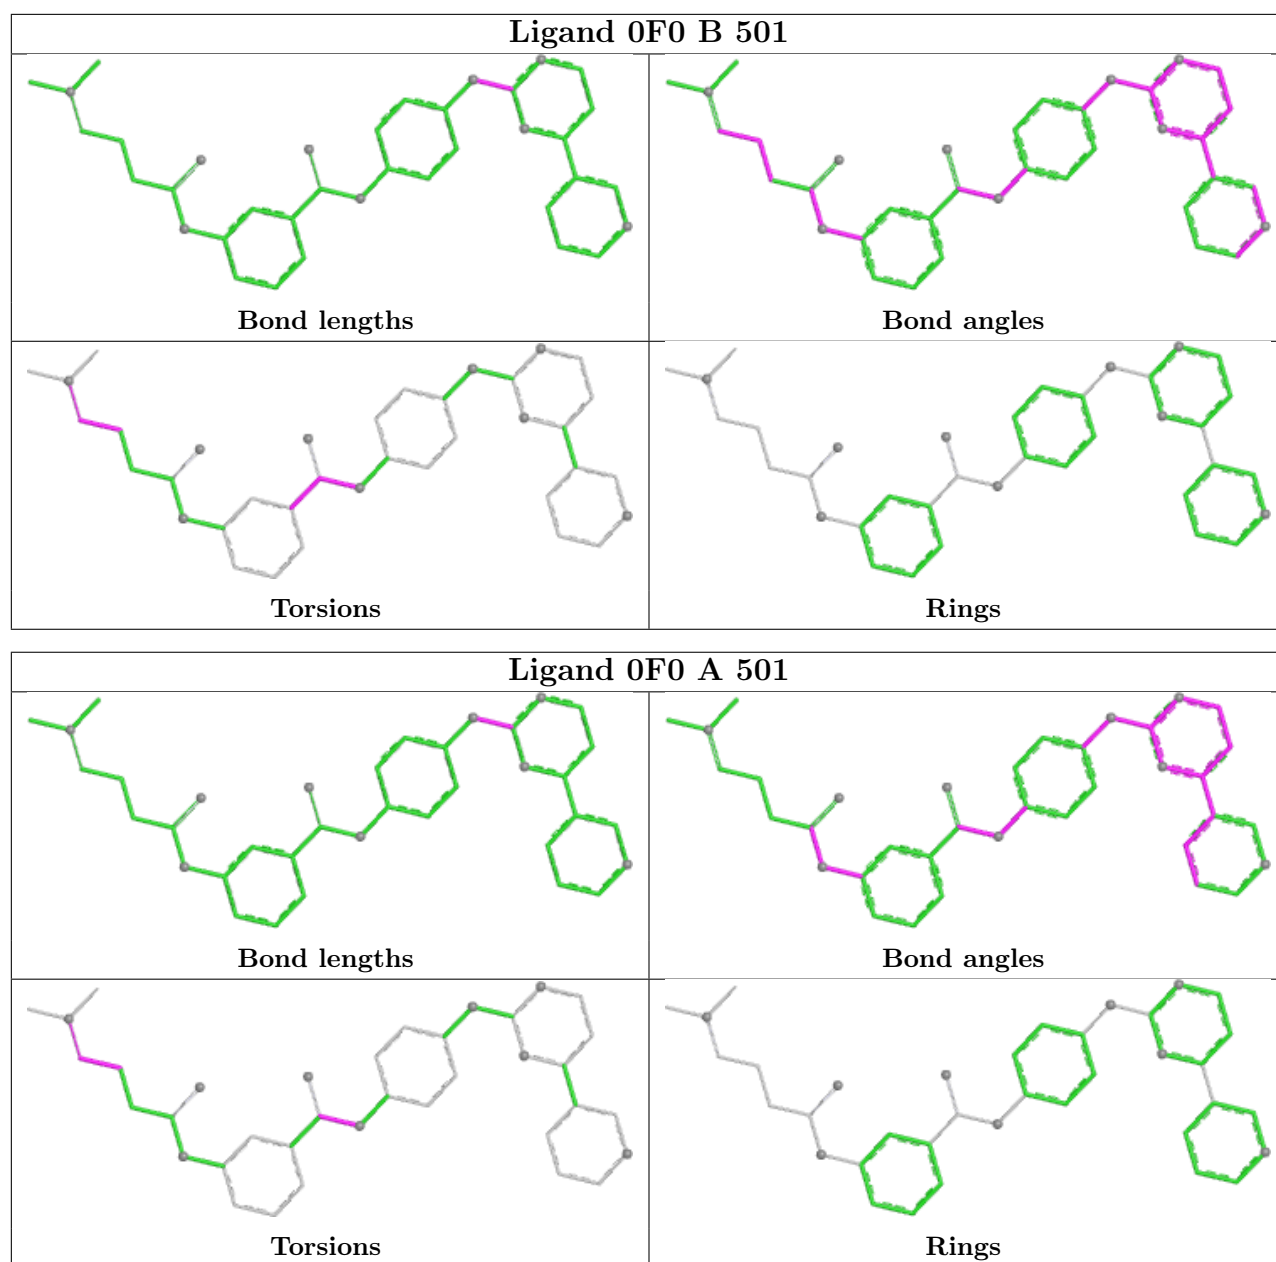 Ligand 0F0 B 501
Bond lengths
Bond angles
Torsions
Rings
Ligand 0F0 A 501
Bond lengths
Bond angles
Torsions
Rings